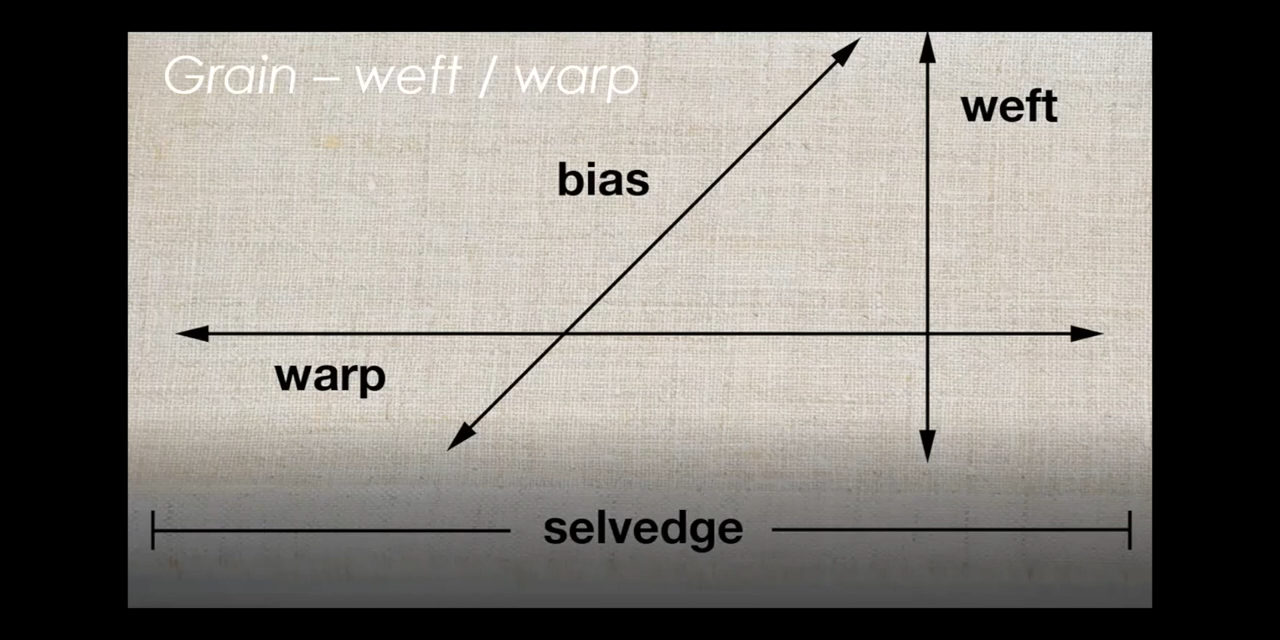 Grain – weft / warp
weft
bias
warp
selvedge